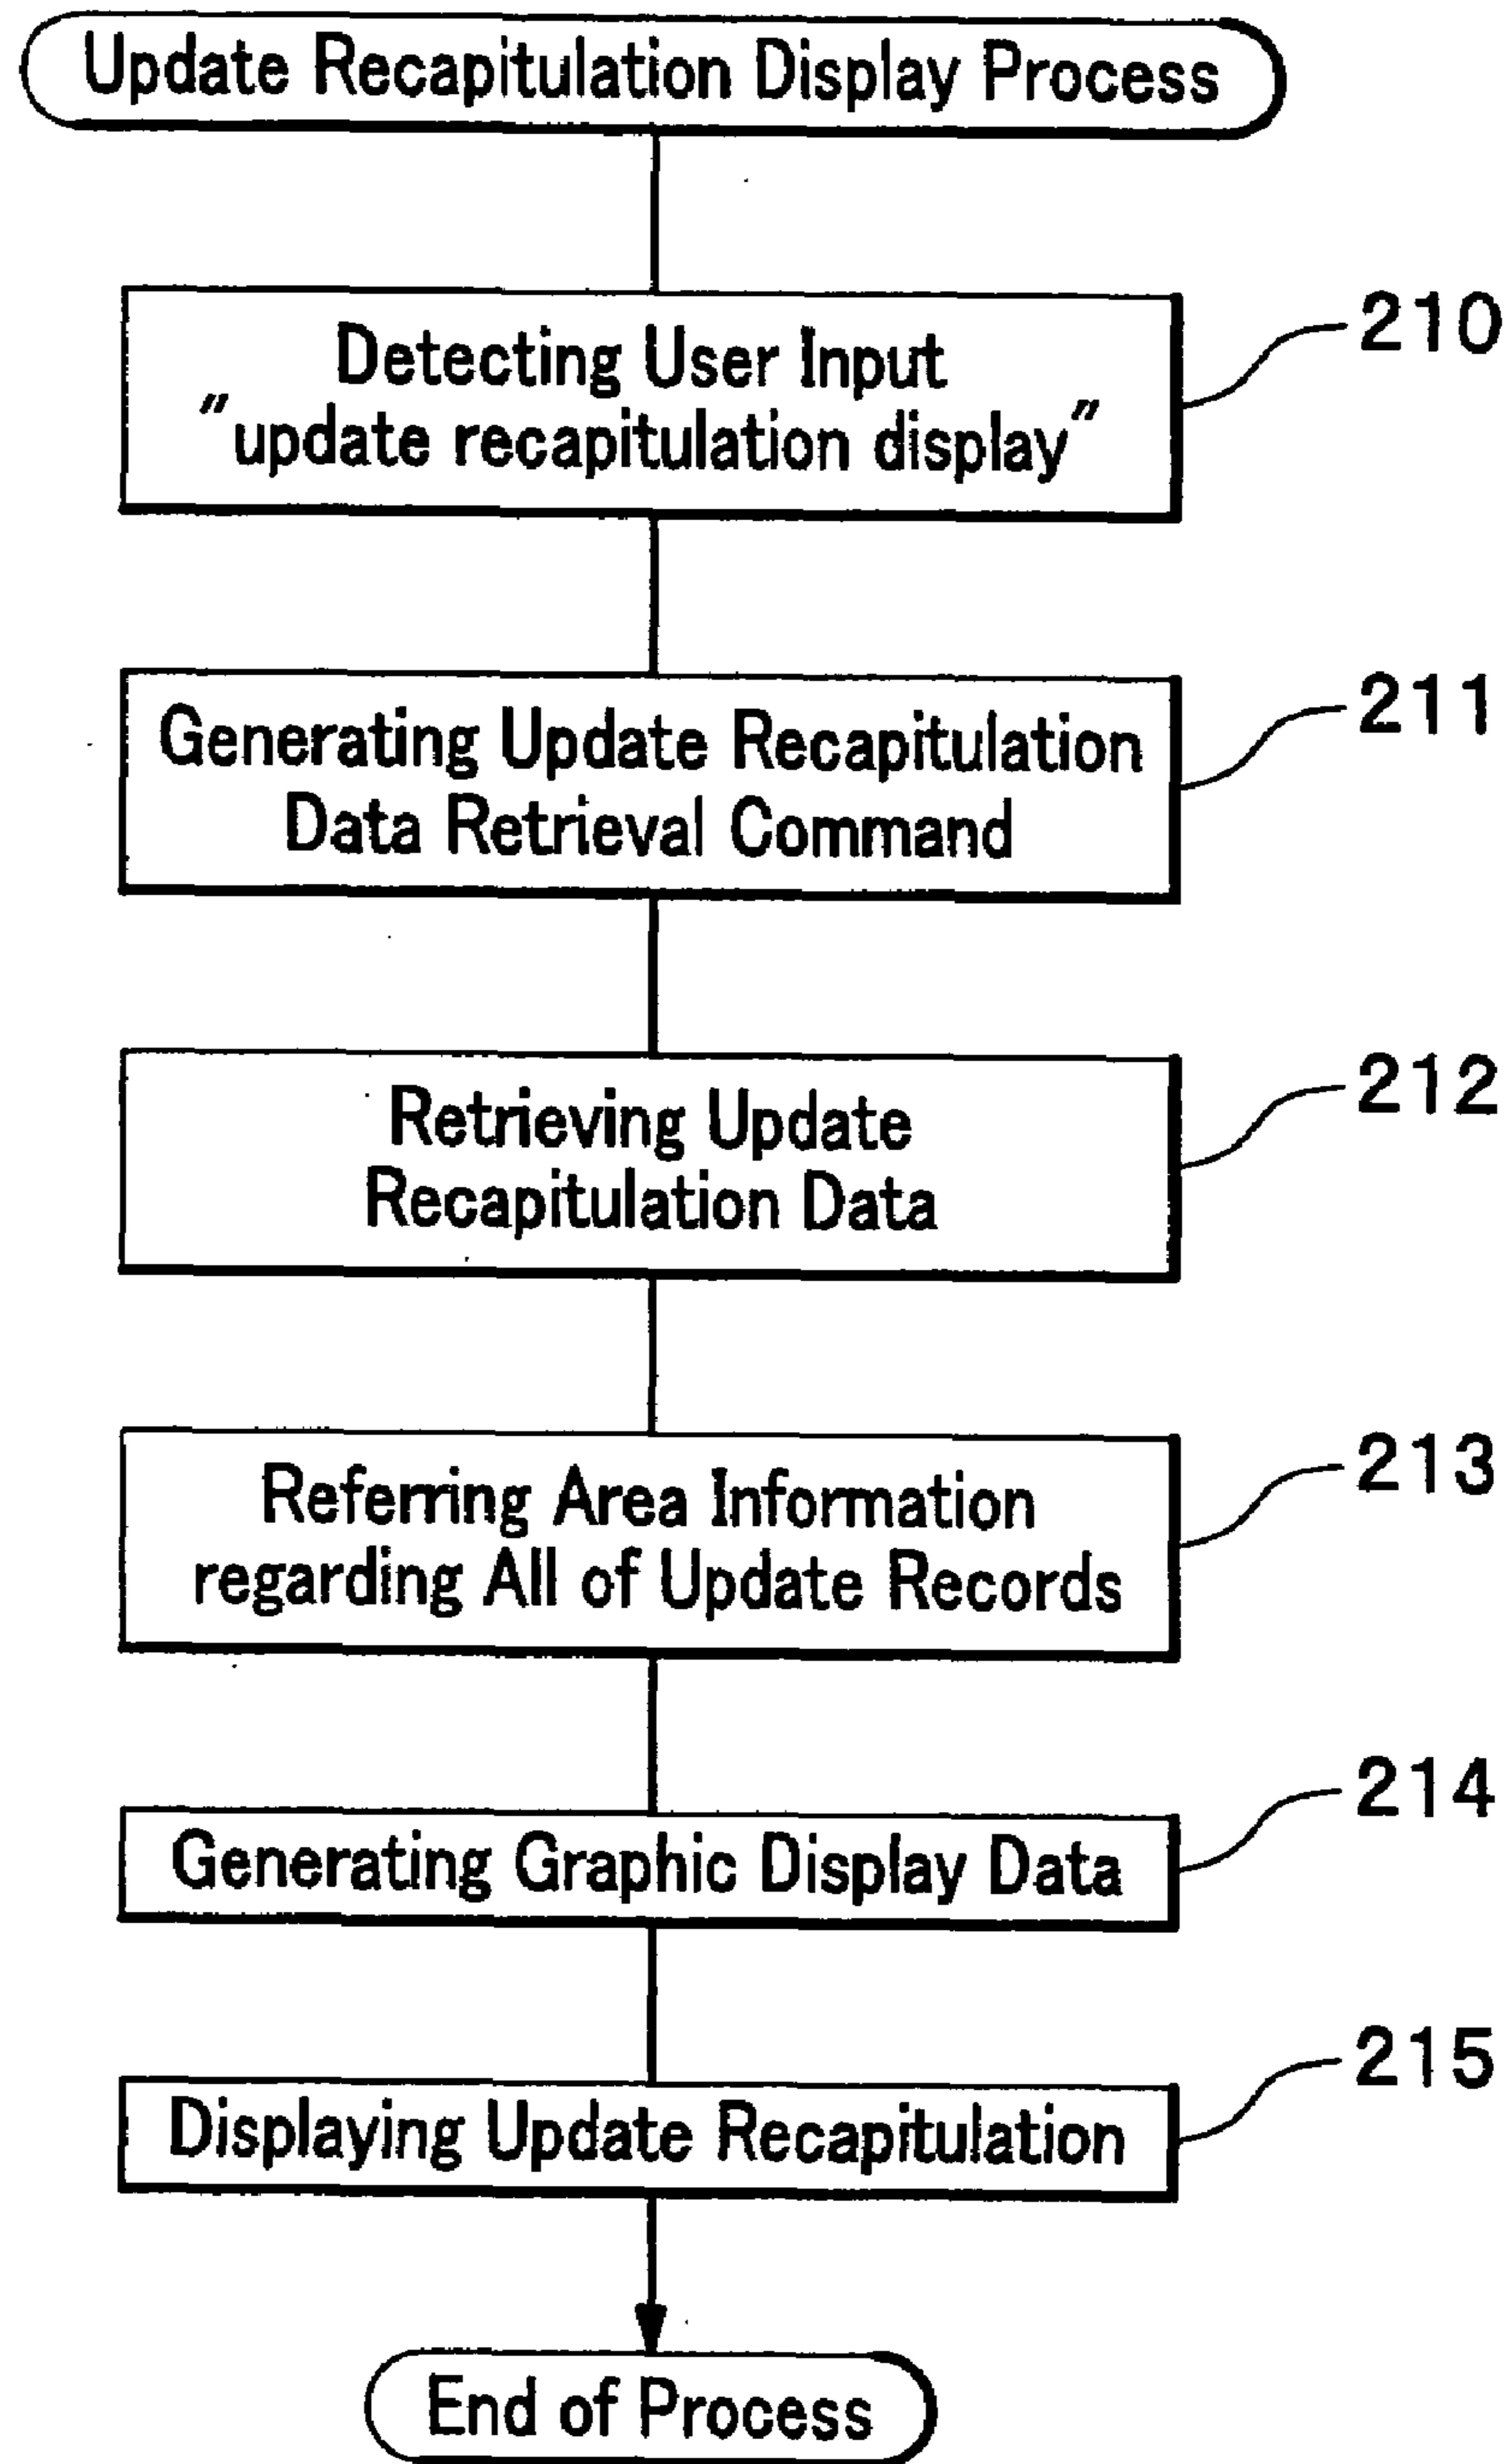 Update Recapitulation Display Process
Detecting User Input
"update recapitulation display"
210
Generating Update Recapitulation
Data Retrieval Command
211
Retrieving Update
Recapitulation Data
212
Referring Area Information
regarding All of Update Records
213
Generating Graphic Display Data
214
Displaying Update Recapitulation
215
End of Process